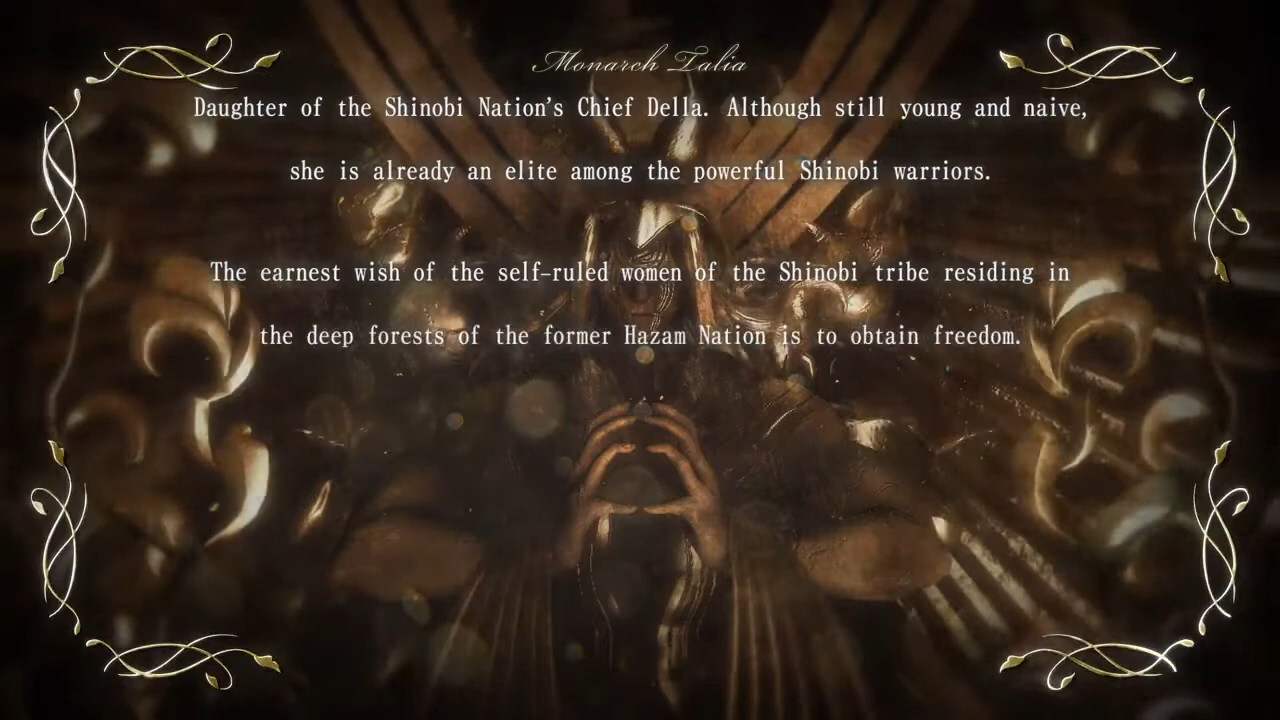 Monarch Talia
Daughter of the Shinobi Nation's Chief Della. Although still young and naive,
she is already an elite among the powerful Shinobi warriors.
The earnest wish of the self-ruled women of the Shinobi tribe residing in
the deep forests of the former Hazam Nation is to obtain freedom.